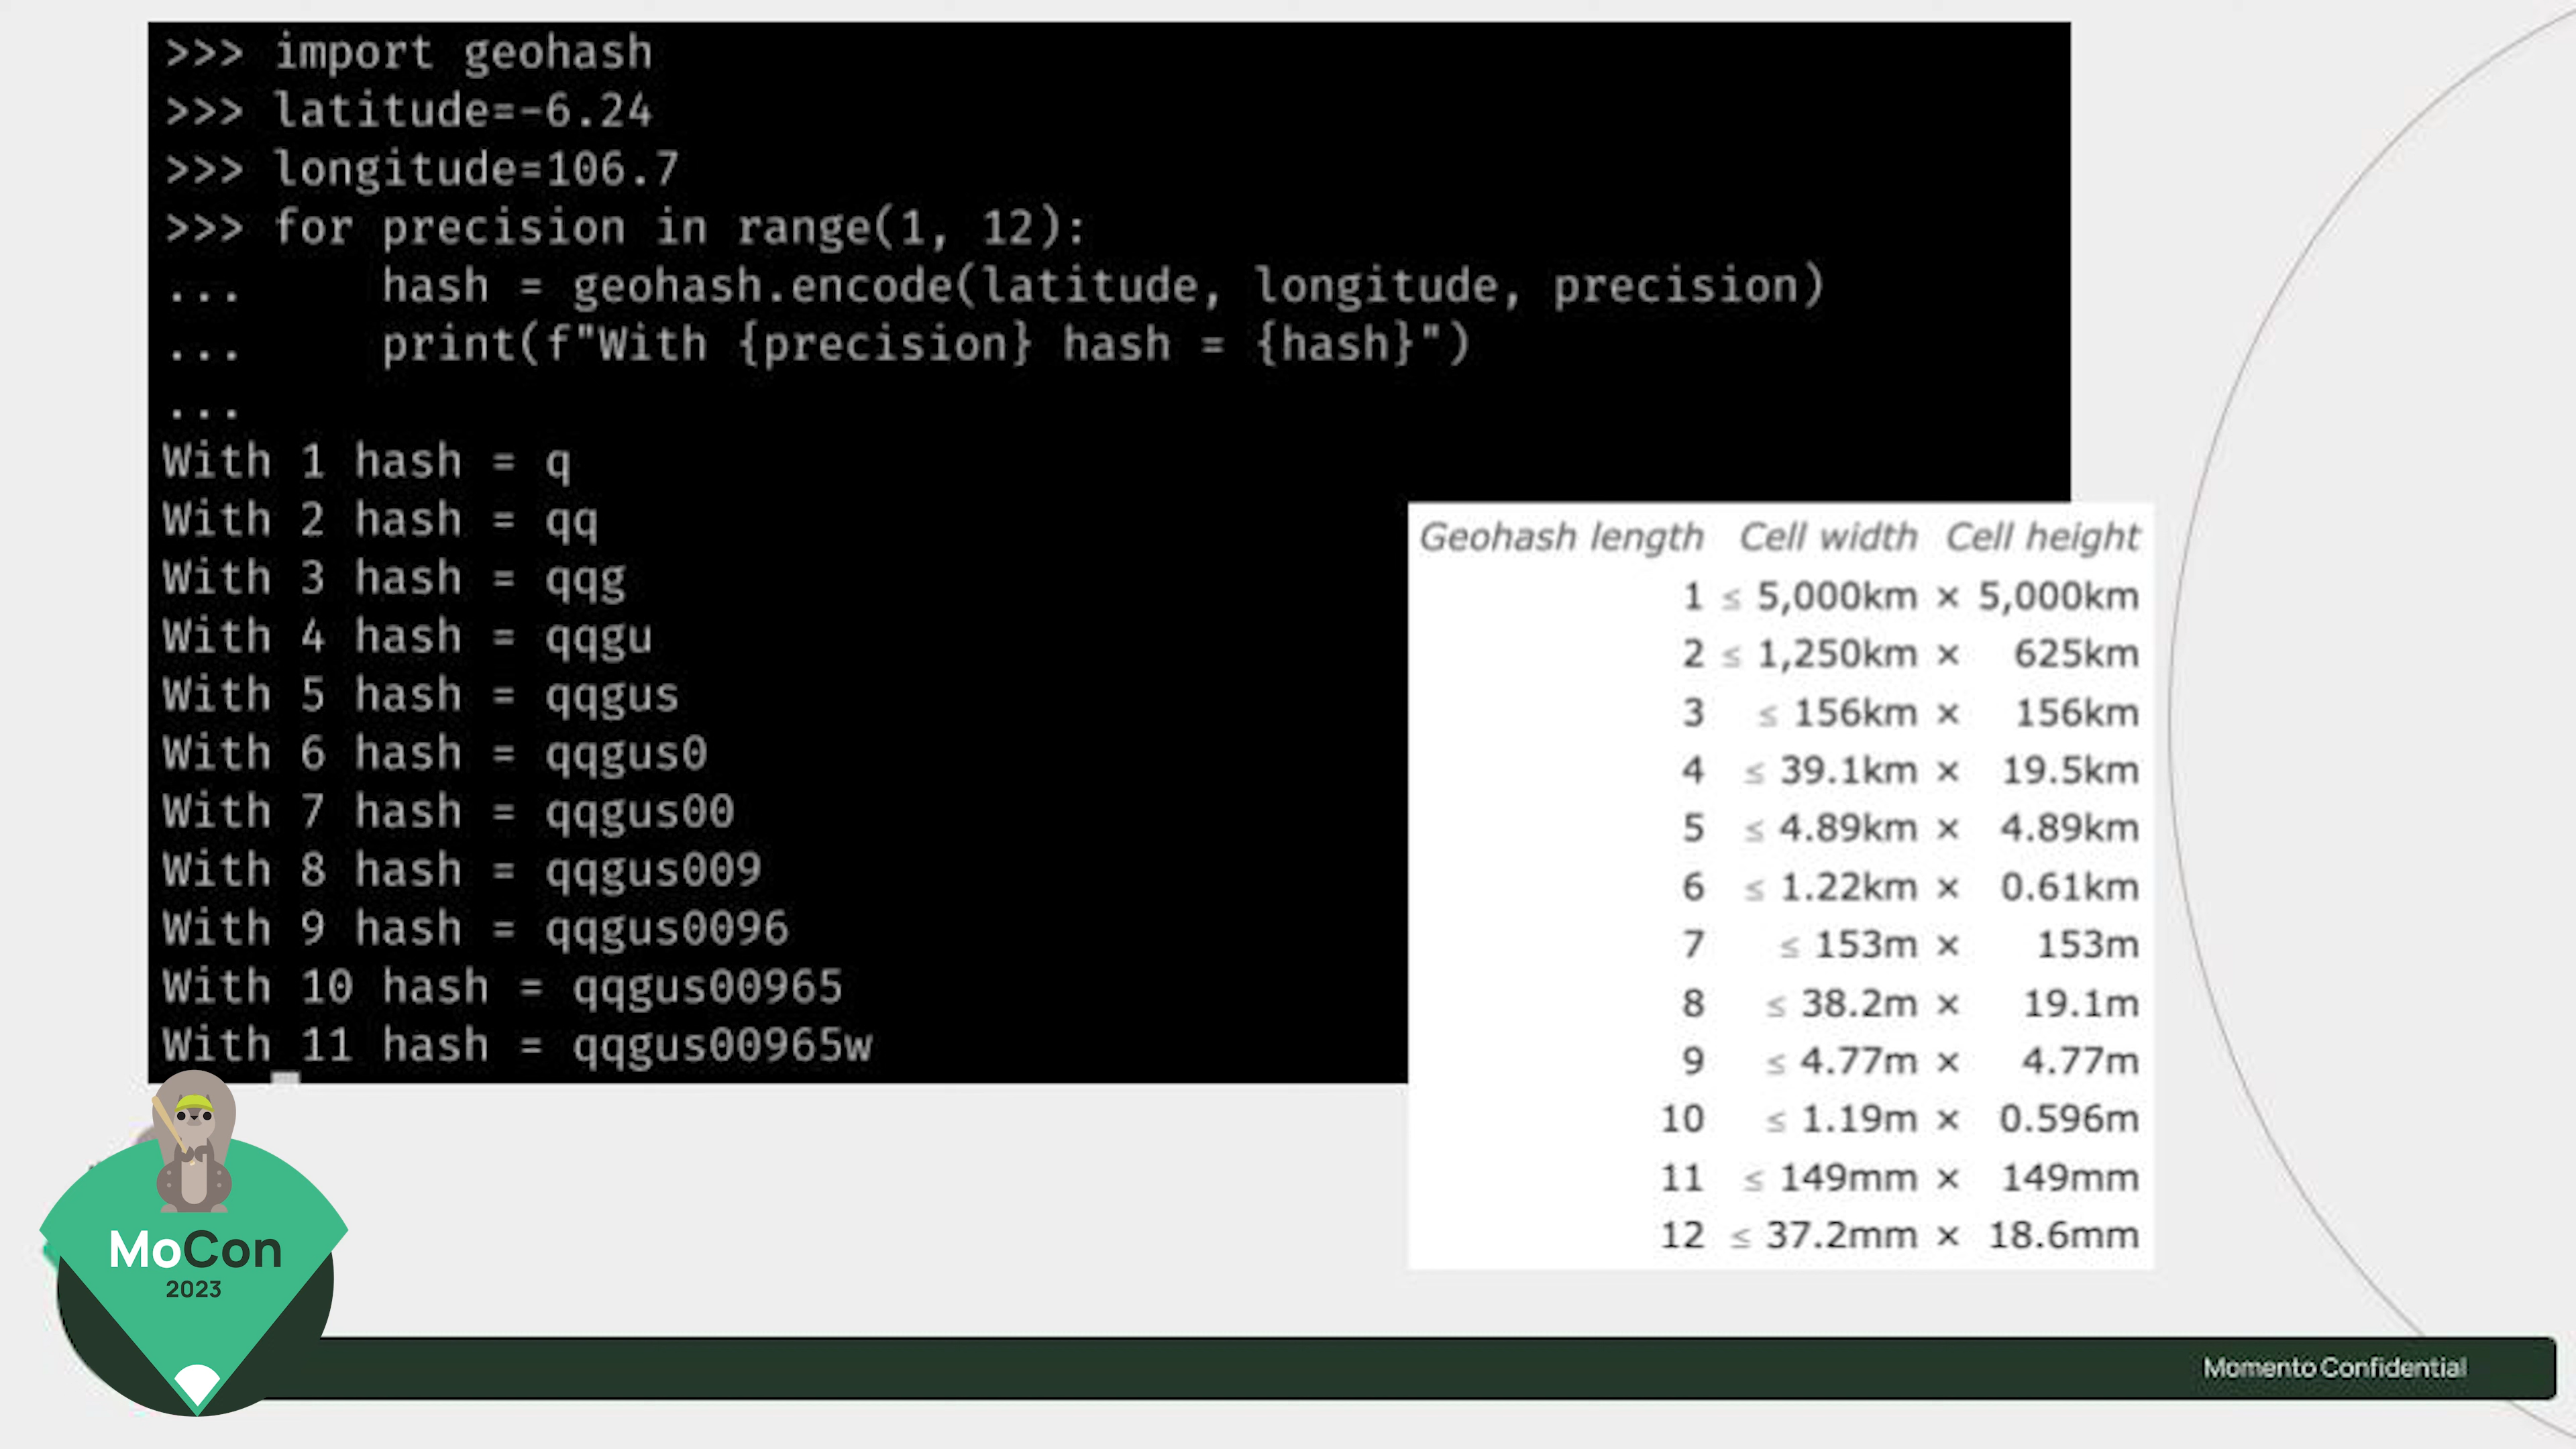 >>> import geohash
>>> latitude=-6.24
>>> longitude=106.7
>>> for precision in range(1, 12):
...     hash = geohash.encode(latitude, longitude, precision)
...     print(f"With {precision} hash = {hash}")
...
With 1 hash = q
With 2 hash = qq
With 3 hash = qqg
With 4 hash = qqgu
With 5 hash = qqgus
With 6 hash = qqgus0
With 7 hash = qqgus00
With 8 hash = qqgus009
With 9 hash = qqgus0096
With 10 hash = qqgus00965
With 11 hash = qqgus00965w
Geohash length Cell width Cell height
1 ≤ 5,000km × 5,000km
2 ≤ 1,250km × 625km
3 ≤ 156km × 156km
4 ≤ 39.1km × 19.5km
5 ≤ 4.89km × 4.89km
6 ≤ 1.22km × 0.61km
7 ≤ 153m × 153m
8 ≤ 38.2m × 19.1m
9 ≤ 4.77m × 4.77m
10 ≤ 1.19m × 0.596m
11 ≤ 149mm × 149mm
12 ≤ 37.2mm × 18.6mm
MoCon
2023
Momento Confidential